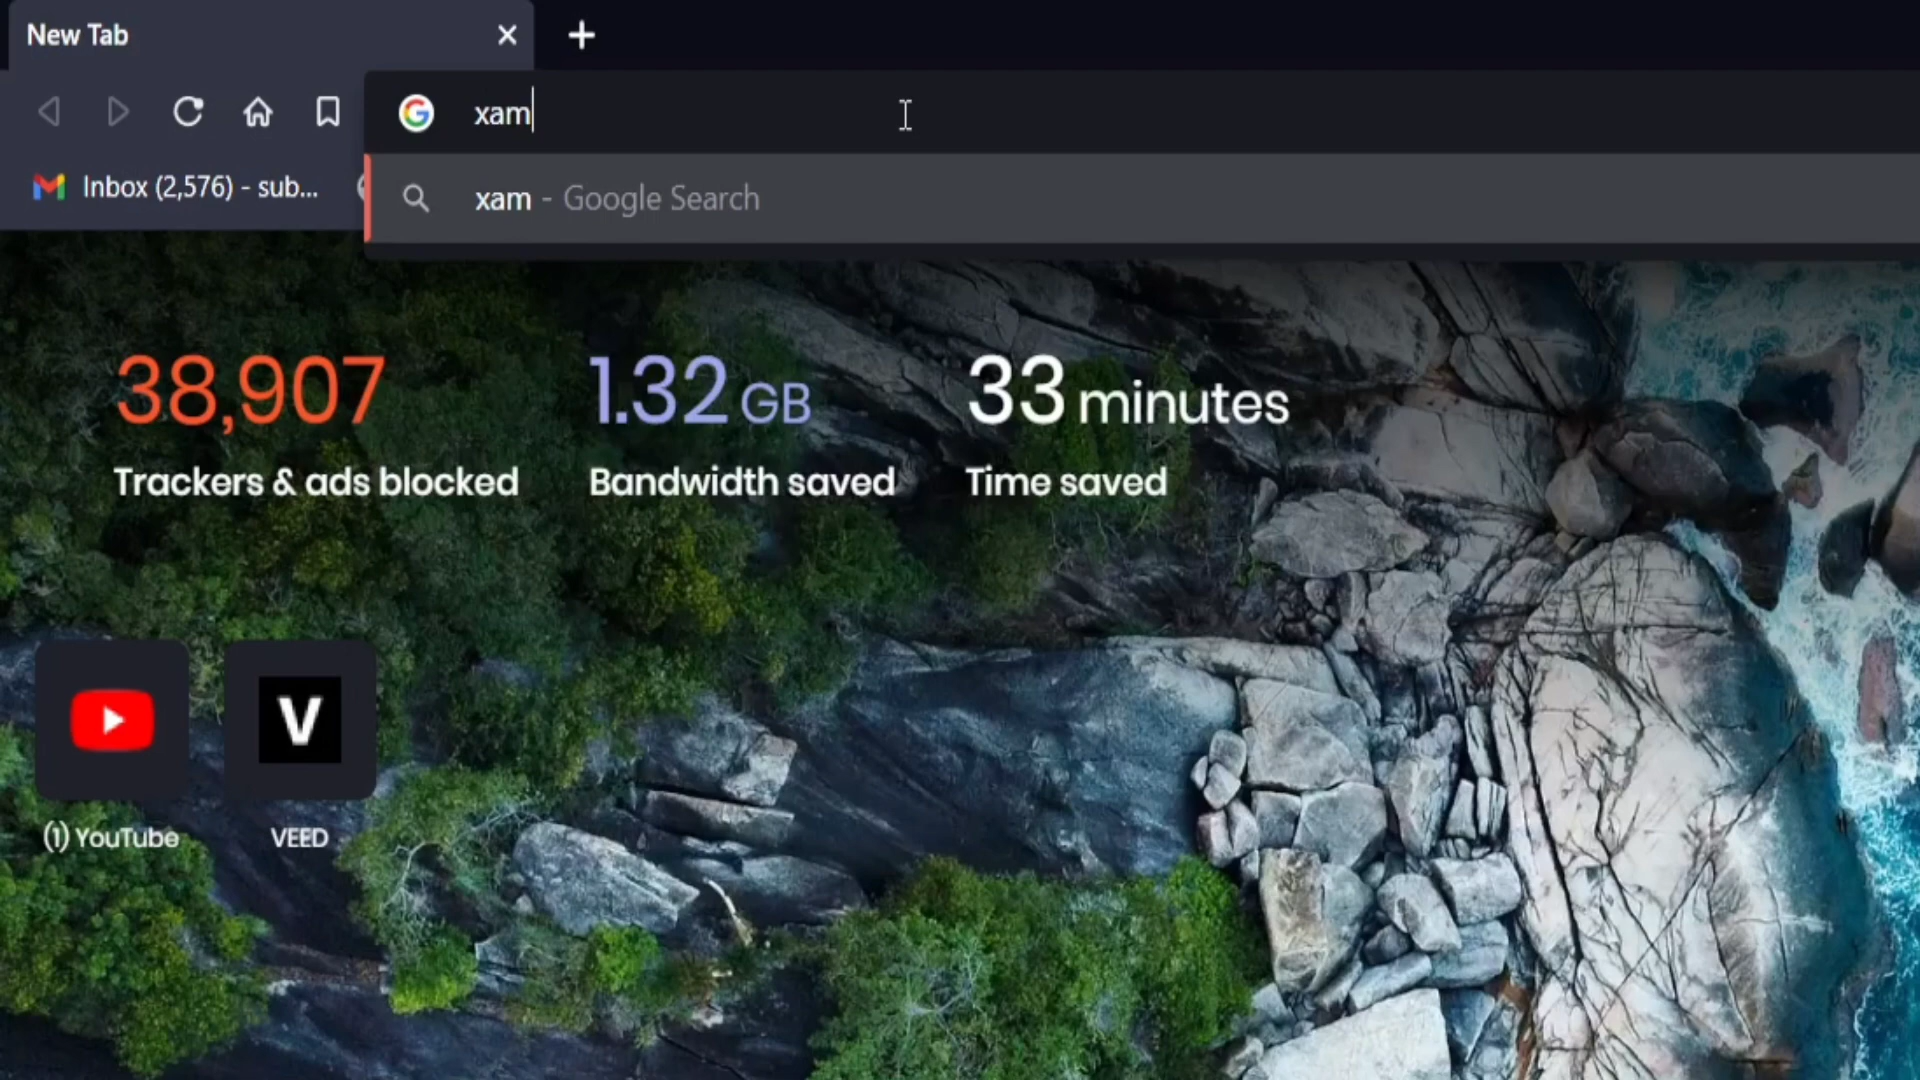 New Tab
xam
Inbox (2,576) - sub...
xam - Google Search
38,907
Trackers & ads blocked
1.32 GB
Bandwidth saved
33 minutes
Time saved
V
(1) YouTube
VEED